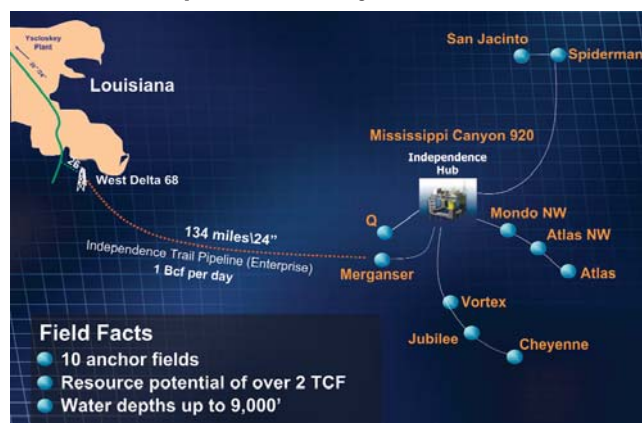 Yscloskey
Plant
Louisiana
West Delta 68
134 miles\24”
Independence Trail Pipeline (Enterprise)
1 Bcf per day
San Jacinto
Spiderman
Mississippi Canyon 920
Independence
Hub
Q
Merganser
Mondo NW
Atlas NW
Atlas
Vortex
Jubilee
Cheyenne
Field Facts
10 anchor fields
Resource potential of over 2 TCF
Water depths up to 9,000’